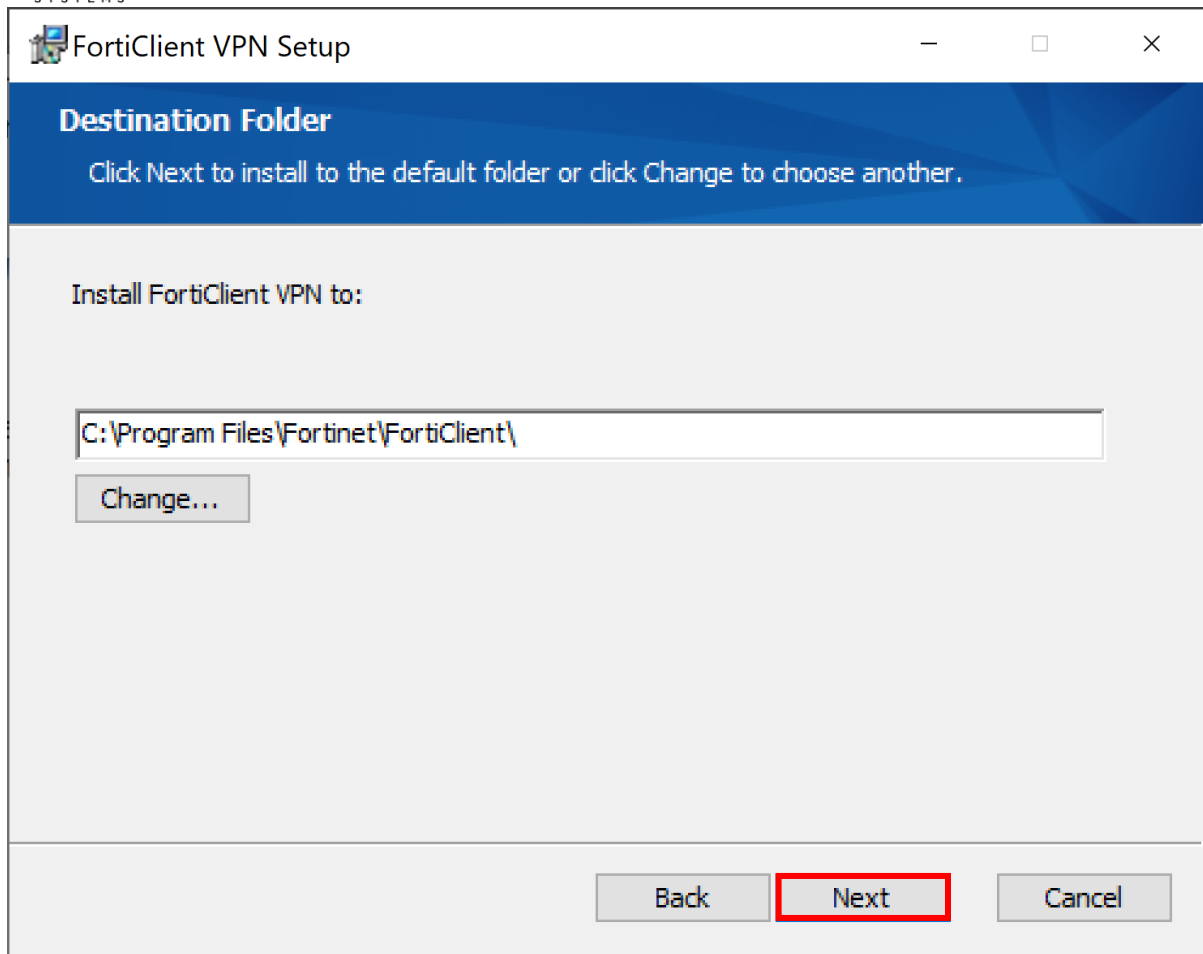 SYSTEMS
FortiClient VPN Setup
Destination Folder
Click Next to install to the default folder or click Change to choose another.
Install FortiClient VPN to:
C:\Program Files\Fortinet\FortiClient\
Change...
Back
Next
Cancel